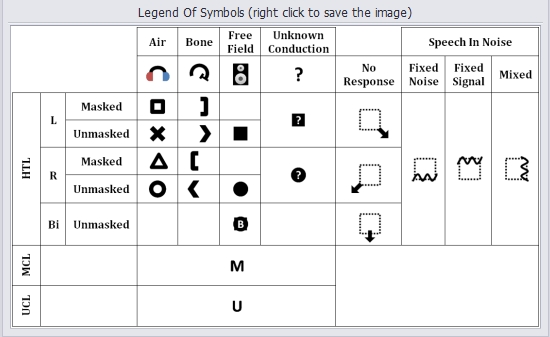 Legend Of Symbols (right click to save the image)
Air Bone Free Field Unknown Conduction Speech In Noise
? No Response Fixed Noise Fixed Signal Mixed
HTL L Masked ?
Unmasked
R Masked ?
Unmasked
Bi Unmasked B
MCL M
UCL U